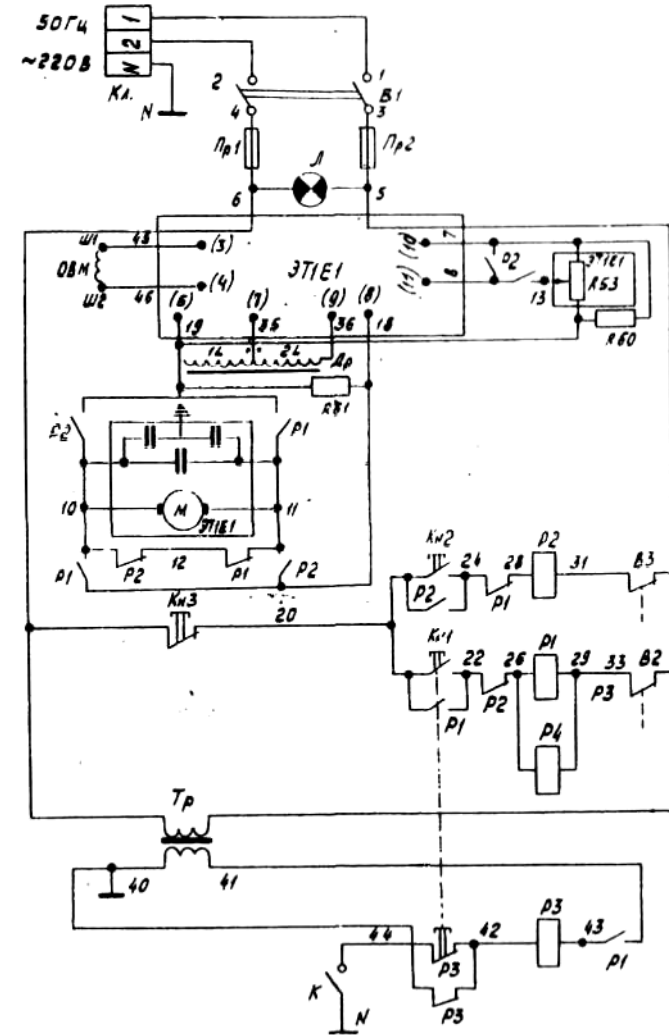 50Гц
1
~220В
2
N
Кл.
N
2
1
4
В1
3
Пр1
Л
Пр2
6
5
Ш1
45
(3)
ОВМ
Ш2
46
(4)
ЭТ1Е1
(10)
7
(11)
8
Р2
13
ЭТ1Е1
R53
R60
(6)
(7)
(9)
(8)
19
35
36
18
Др
Р1
10
М
11
ЭТ1Е1
Р1
Р2
12
Р1
Р2
Кн3
20
Кн2
24
28
Р2
31
В3
Р2
Р1
Кн1
22
26
Р1
29
33
В2
Р1
Р2
Р3
Р4
Тр
40
41
44
Р3
42
Р3
43
Р1
К
Р3
N